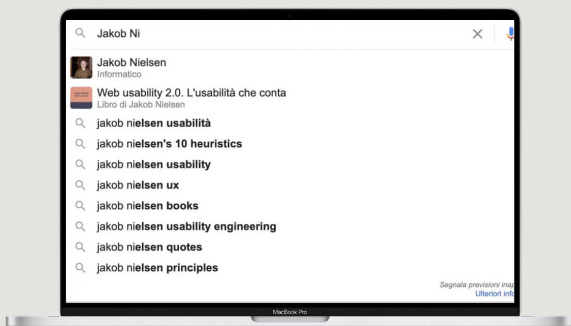 Jakob Ni
Jakob Nielsen
Informatico
Web usability 2.0. L'usabilità che conta
Libro di Jakob Nielsen
jakob nielsen usabilità
jakob nielsen's 10 heuristics
jakob nielsen usability
jakob nielsen ux
jakob nielsen books
jakob nielsen usability engineering
jakob nielsen quotes
jakob nielsen principles
Segnala previsioni inap
Ulteriori info
MacBook Pro